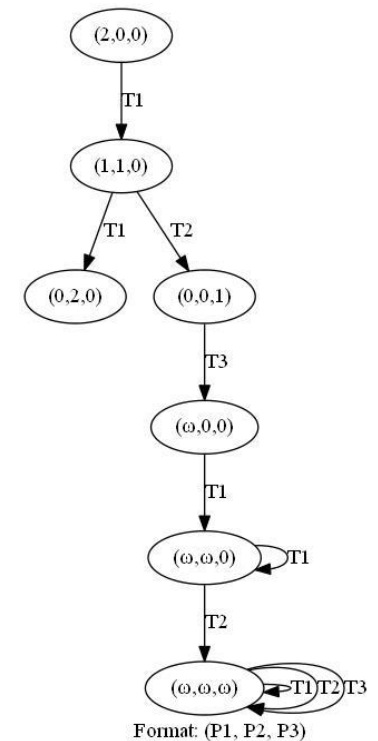 (2,0,0)
T1
(1,1,0)
T1 T2
(0,2,0) (0,0,1)
T3
(ω,0,0)
T1
(ω,ω,0) T1
T2
(ω,ω,ω) T1 T2 T3
Format: (P1, P2, P3)